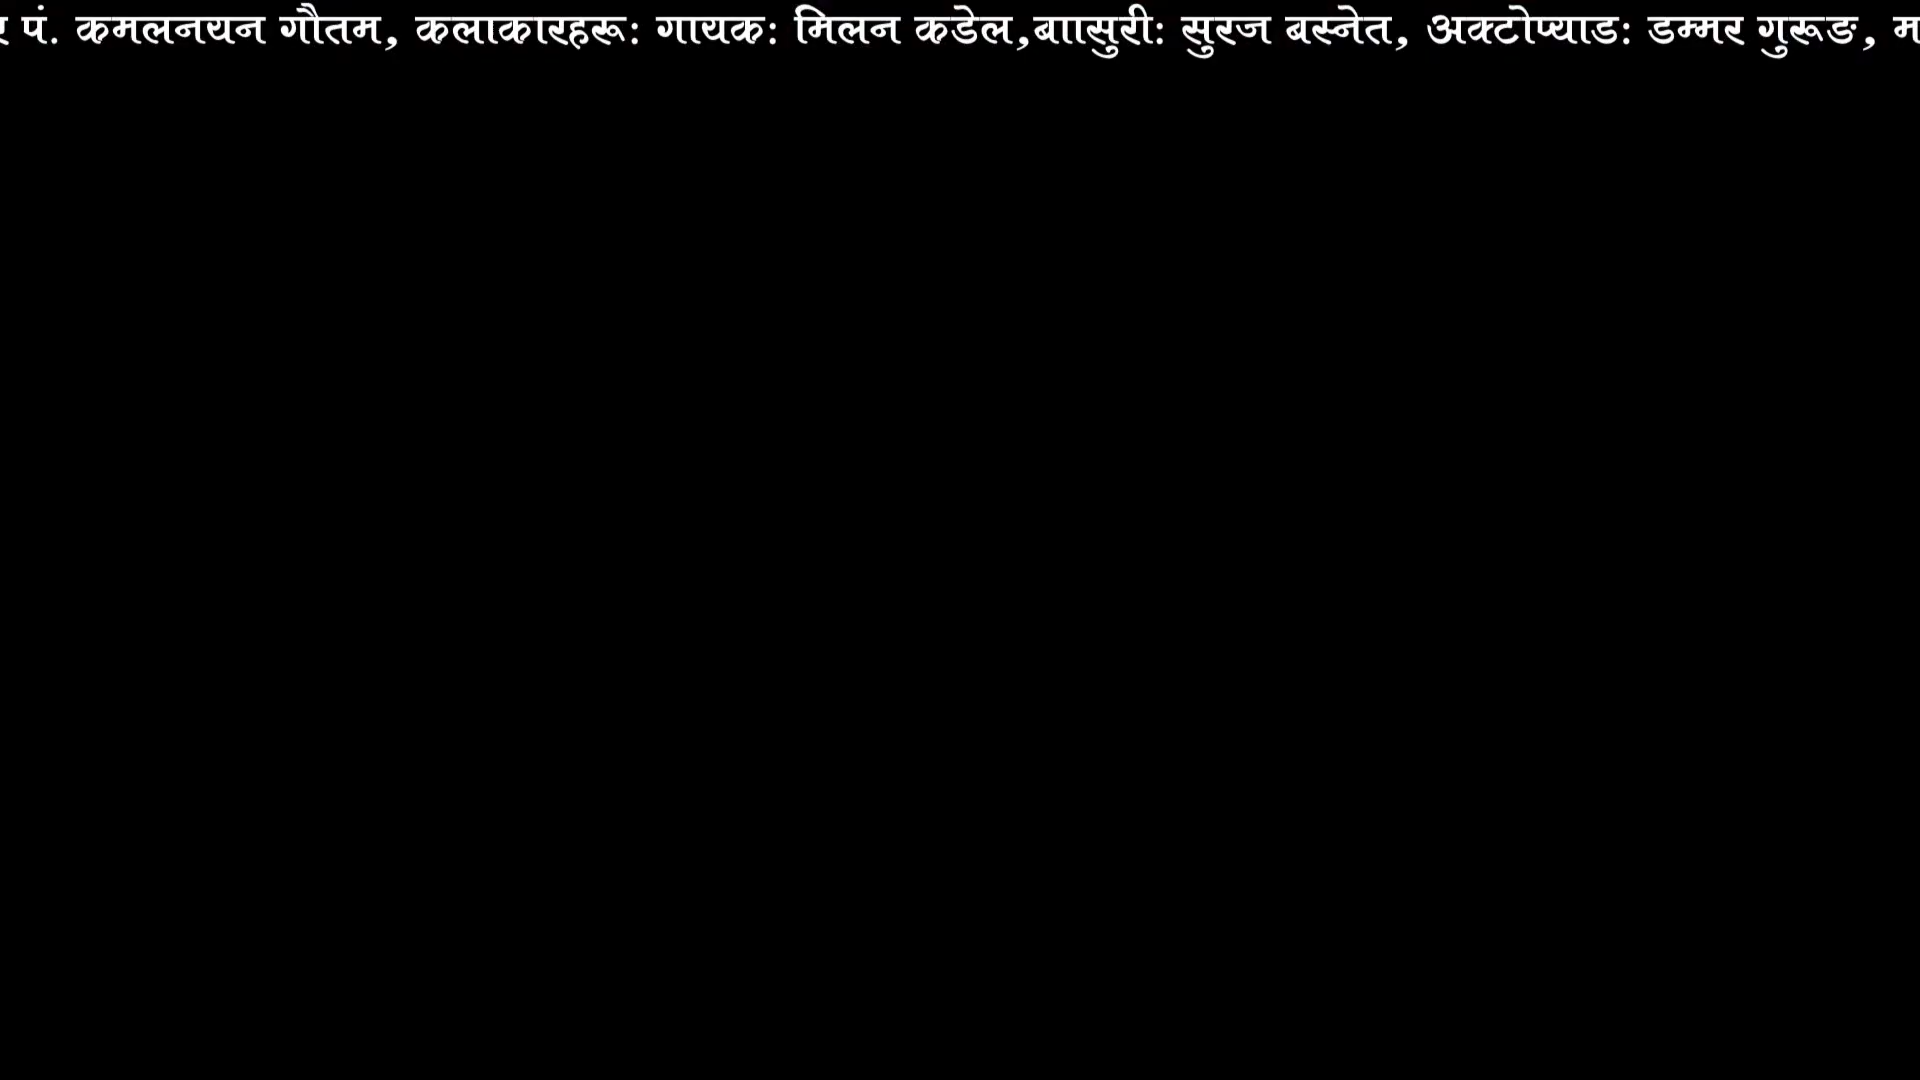 पं. कमलनयन गौतम, कलाकारहरू: गायक: मिलन कडेल,बाासुरी: सुरज बस्नेत, अक्टोप्याड: डम्मर गुरूङ,